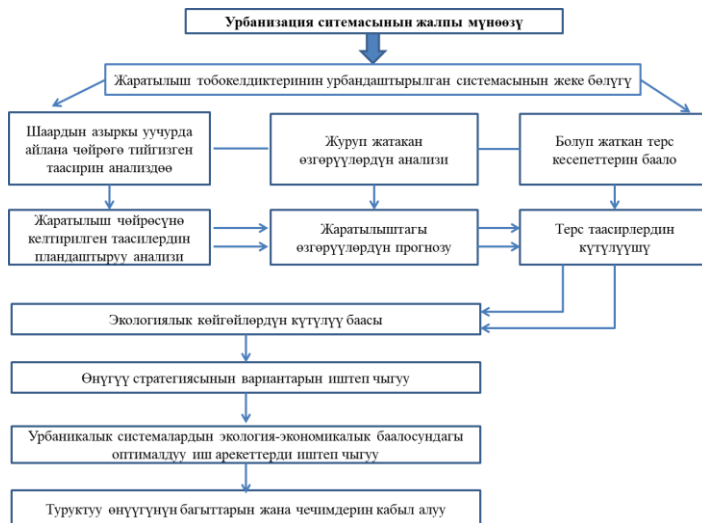 Урбанизация ситемасынын жалпы мүнөөзү
Жаратылыш тобокелдиктеринин урбандаштырылган системасынын жеке бөлүгү
Шаардын азыркы уучурда
айлана чөйрөгө тийгизген
таасирин анализдөө
Журуп жатакан
өзгөрүүлөрдүн анализи
Болуп жаткан терс
кесепеттерин баало
Жаратылыш чөйрөсүнө
келтирилген таасилердин
пландаштыруу анализи
Жаратылыштагы
өзгөрүүлөрдүн прогнозу
Терс таасирлердин
күтүлүүшү
Экологиялык көйгөйлөрдүн күтүлүү баасы
Өнүгүү стратегиясынын вариантарын иштеп чыгуу
Урбаникалык системалардын экология-экономикалык баалосундагы
оптималдуу иш арекеттерди иштеп чыгуу
Туруктуу өнүүгүнүн багыттарын жана чечимдерин кабыл алуу